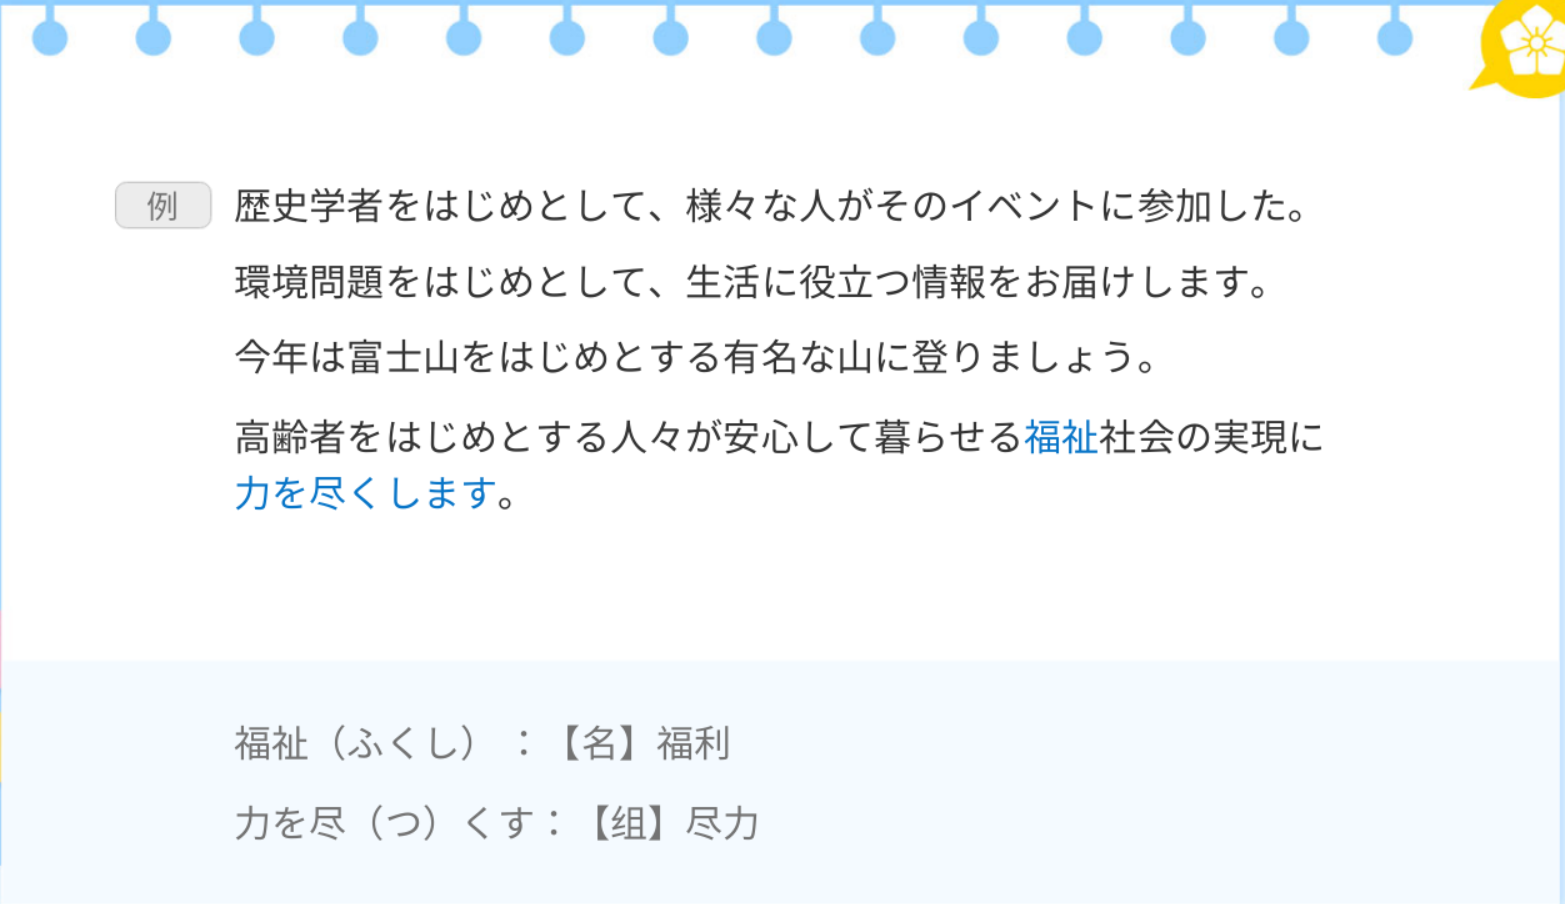 例 歴史学者をはじめとして、様々な人がそのイベントに参加した。
環境問題をはじめとして、生活に役立つ情報をお届けします。
今年は富士山をはじめとする有名な山に登りましょう。
高齢者をはじめとする人々が安心して暮らせる福祉社会の実現に
力を尽くします。
福祉（ふくし）：【名】福利
力を尽（つ）くす：【组】尽力